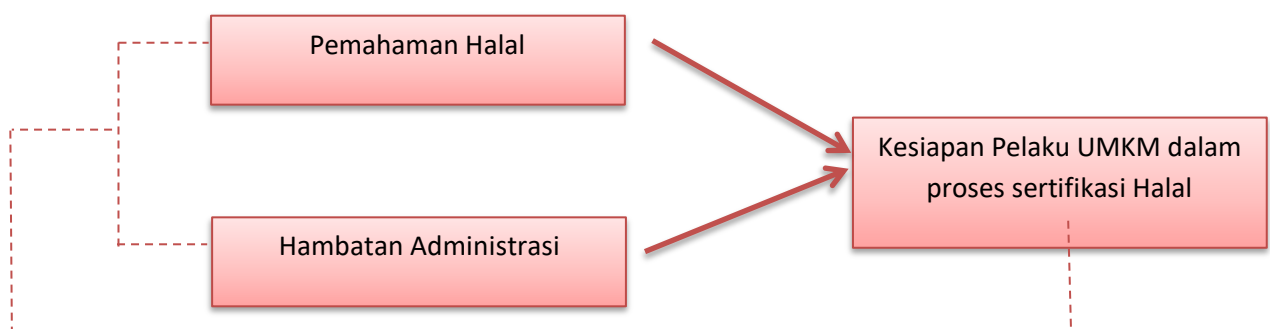 Pemahaman Halal
Kesiapan Pelaku UMKM dalam
proses sertifikasi Halal
Hambatan Administrasi